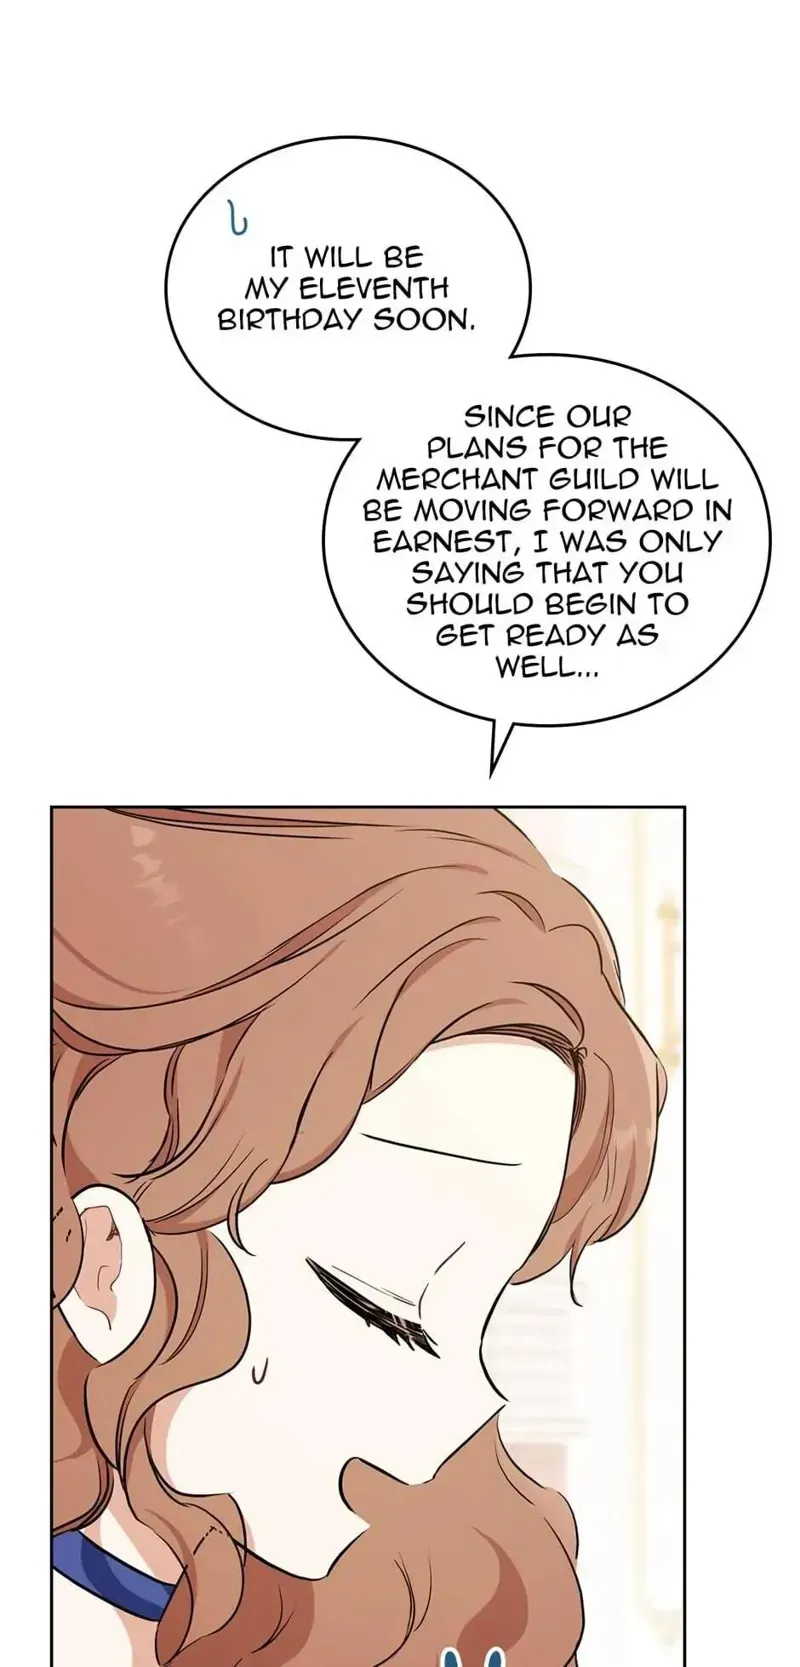 IT WILL BE
MY ELEVENTH
BIRTHDAY SOON.
SINCE OUR
PLANS FOR THE
MERCHANT GUILD WILL
BE MOVING FORWARD IN
EARNEST, I WAS ONLY
SAYING THAT YOU
SHOULD BEGIN TO
GET READY AS
WELL...